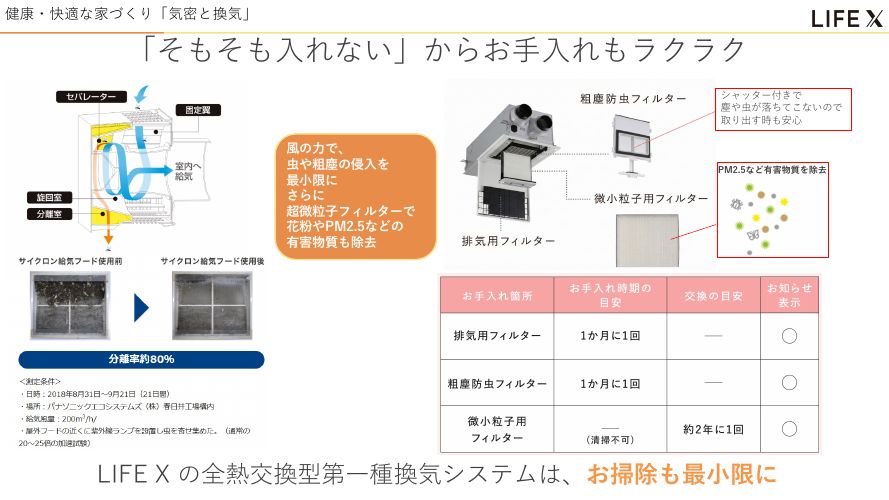 健康・快適な家づくり「気密と換気」
LIFE X
「そもそも入れない」からお手入れもラクラク
セパレーター
固定翼
室内へ
給気
旋回室
分離室
サイクロン給気フード使用前
サイクロン給気フード使用後
分離率約80%
<測定条件>
・日時:2018年8月31日~9月21日(21日間)
・場所:パナソニックエコシステムズ(株)春日井工場構内
・給気風量:200m³/h/
・屋外フードの近くに紫外線ランプを設置し虫を寄せ集めた。(通常の
20~25倍の加速試験)
風の力で、
虫や粗塵の侵入を
最小限に
さらに
超微粒子フィルターで
花粉やPM2.5などの
有害物質も除去
粗塵防虫フィルター
シャッター付きで
塵や虫が落ちてこないので
取り出す時も安心
微小粒子用フィルター
排気用フィルター
PM2.5など有害物質を除去
お手入れ箇所 お手入れ時期の目安 交換の目安 お知らせ表示
排気用フィルター 1か月に1回 ── ○
粗塵防虫フィルター 1か月に1回 ── ○
微小粒子用フィルター ──(清掃不可) 約2年に1回 ○
LIFE X の全熱交換型第一種換気システムは、お掃除も最小限に